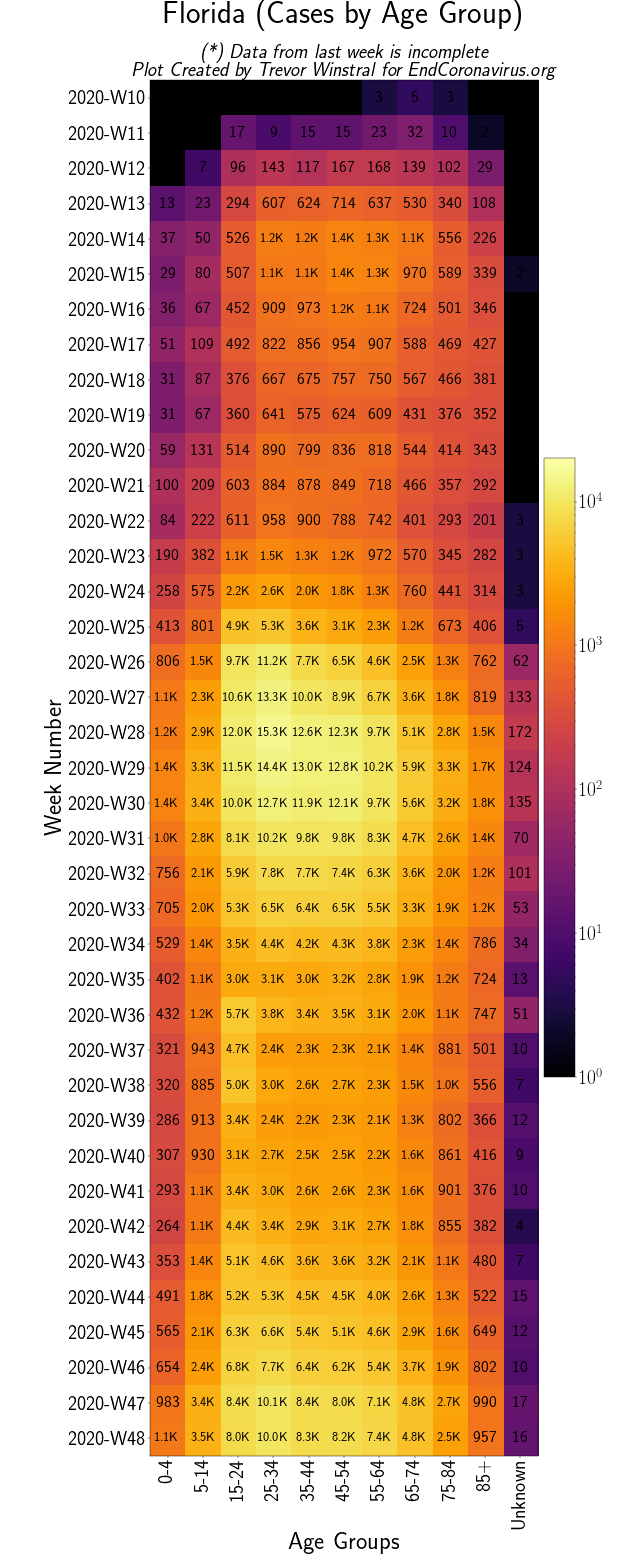 Florida (Cases by Age Group)
(*) Data from last week is incomplete
Plot Created by Trevor Winstral for EndCoronavirus.org
2020-W10 3 5 3
2020-W11 17 9 15 15 23 32 10 2
2020-W12 7 96 143 117 167 168 139 102 29
2020-W13 13 23 294 607 624 714 637 530 340 108
2020-W14 37 50 526 1.2K 1.2K 1.4K 1.3K 1.1K 556 226
2020-W15 29 80 507 1.1K 1.1K 1.4K 1.3K 970 589 339 2
2020-W16 36 67 452 909 973 1.2K 1.1K 724 501 346
2020-W17 51 109 492 822 856 954 907 588 469 427
2020-W18 31 87 376 667 675 757 750 567 466 381
2020-W19 31 67 360 641 575 624 609 431 376 352
2020-W20 59 131 514 890 799 836 818 544 414 343
2020-W21 100 209 603 884 878 849 718 466 357 292
2020-W22 84 222 611 958 900 788 742 401 293 201 3
2020-W23 190 382 1.1K 1.5K 1.3K 1.2K 972 570 345 282 3
2020-W24 258 575 2.2K 2.6K 2.0K 1.8K 1.3K 760 441 314 3
2020-W25 413 801 4.9K 5.3K 3.6K 3.1K 2.3K 1.2K 673 406 5
2020-W26 806 1.5K 9.7K 11.2K 7.7K 6.5K 4.6K 2.5K 1.3K 762 62
2020-W27 1.1K 2.3K 10.6K 13.3K 10.0K 8.9K 6.7K 3.6K 1.8K 819 133
2020-W28 1.2K 2.9K 12.0K 15.3K 12.6K 12.3K 9.7K 5.1K 2.8K 1.5K 172
2020-W29 1.4K 3.3K 11.5K 14.4K 13.0K 12.8K 10.2K 5.9K 3.3K 1.7K 124
2020-W30 1.4K 3.4K 10.0K 12.7K 11.9K 12.1K 9.7K 5.6K 3.2K 1.8K 135
2020-W31 1.0K 2.8K 8.1K 10.2K 9.8K 9.8K 8.3K 4.7K 2.6K 1.4K 70
2020-W32 756 2.1K 5.9K 7.8K 7.7K 7.4K 6.3K 3.6K 2.0K 1.2K 101
2020-W33 705 2.0K 5.3K 6.5K 6.4K 6.5K 5.5K 3.3K 1.9K 1.2K 53
2020-W34 529 1.4K 3.5K 4.4K 4.2K 4.3K 3.8K 2.3K 1.4K 786 34
2020-W35 402 1.1K 3.0K 3.1K 3.0K 3.2K 2.8K 1.9K 1.2K 724 13
2020-W36 432 1.2K 5.7K 3.8K 3.4K 3.5K 3.1K 2.0K 1.1K 747 51
2020-W37 321 943 4.7K 2.4K 2.3K 2.3K 2.1K 1.4K 881 501 10
2020-W38 320 885 5.0K 3.0K 2.6K 2.7K 2.3K 1.5K 1.0K 556 7
2020-W39 286 913 3.4K 2.4K 2.2K 2.3K 2.1K 1.3K 802 366 12
2020-W40 307 930 3.1K 2.7K 2.5K 2.5K 2.2K 1.6K 861 416 9
2020-W41 293 1.1K 3.4K 3.0K 2.6K 2.6K 2.3K 1.6K 901 376 10
2020-W42 264 1.1K 4.4K 3.4K 2.9K 3.1K 2.7K 1.8K 855 382 4
2020-W43 353 1.4K 5.1K 4.6K 3.6K 3.6K 3.2K 2.1K 1.1K 480 7
2020-W44 491 1.8K 5.2K 5.3K 4.5K 4.5K 4.0K 2.6K 1.3K 522 15
2020-W45 565 2.1K 6.3K 6.6K 5.4K 5.1K 4.6K 2.9K 1.6K 649 12
2020-W46 654 2.4K 6.8K 7.7K 6.4K 6.2K 5.4K 3.7K 1.9K 802 10
2020-W47 983 3.4K 8.4K 10.1K 8.4K 8.0K 7.1K 4.8K 2.7K 990 17
2020-W48 1.1K 3.5K 8.0K 10.0K 8.3K 8.2K 7.4K 4.8K 2.5K 957 16
0-4 5-14 15-24 25-34 35-44 45-54 55-64 65-74 75-84 85+ Unknown
Age Groups
Week Number
10⁴
10³
10²
10¹
10⁰